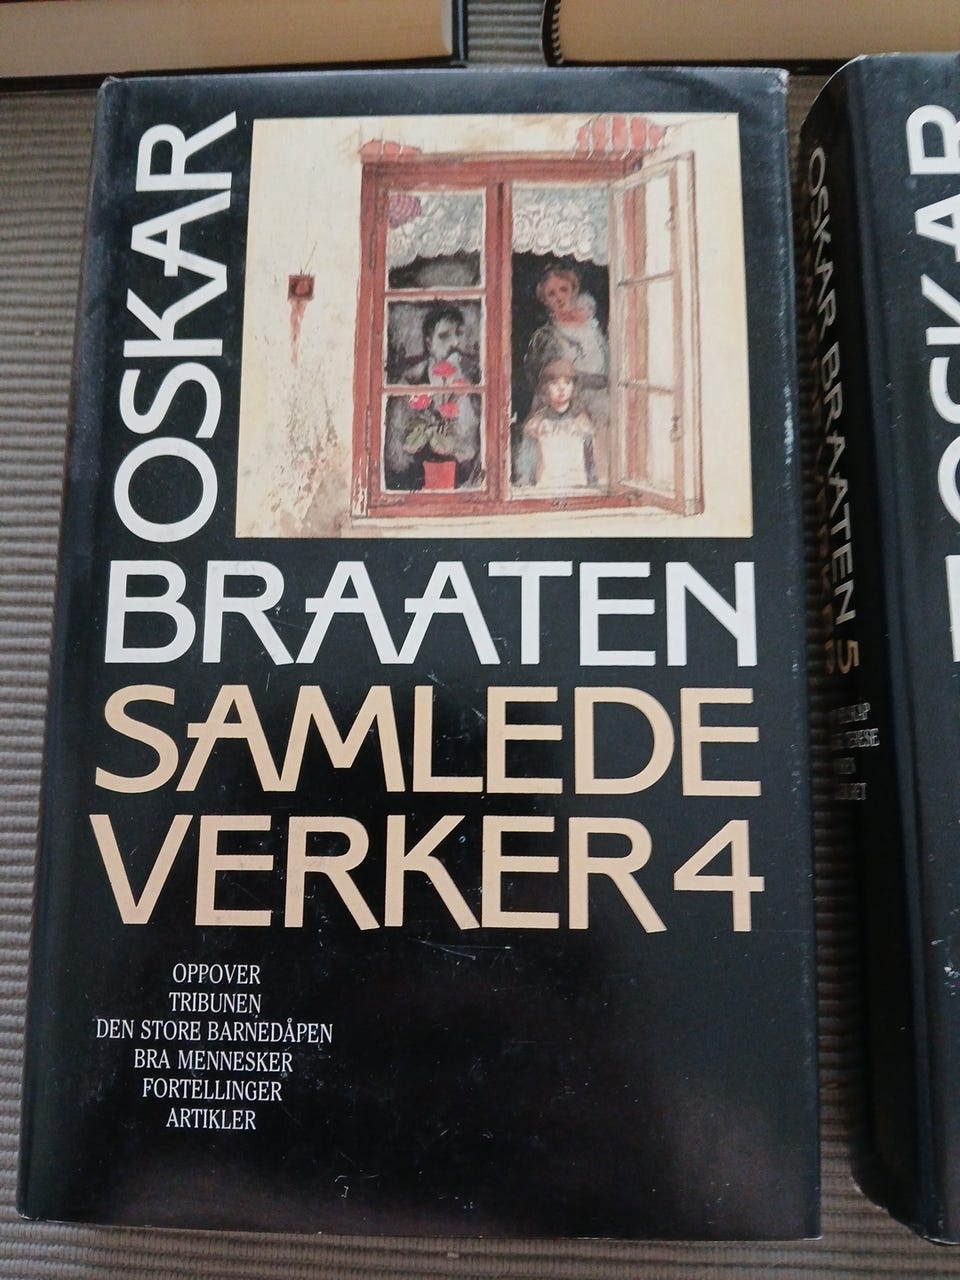 OSKAR
BRAATEN
SAMLEDE
VERKER 4
OPPOVER
TRIBUNEN
DEN STORE BARNEDÅPEN
BRA MENNESKER
FORTELLINGER
ARTIKLER
OSKAR BRAATEN 5
OSKAR